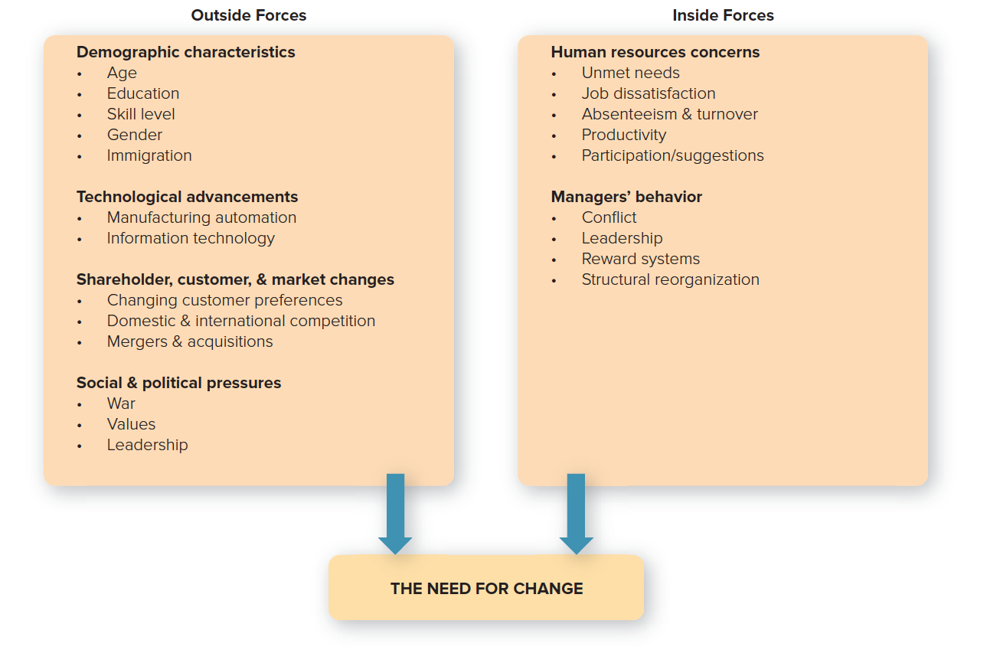 Outside Forces
Demographic characteristics
• Age
• Education
• Skill level
• Gender
• Immigration
Technological advancements
• Manufacturing automation
• Information technology
Shareholder, customer, & market changes
• Changing customer preferences
• Domestic & international competition
• Mergers & acquisitions
Social & political pressures
• War
• Values
• Leadership
Inside Forces
Human resources concerns
• Unmet needs
• Job dissatisfaction
• Absenteeism & turnover
• Productivity
• Participation/suggestions
Managers’ behavior
• Conflict
• Leadership
• Reward systems
• Structural reorganization
THE NEED FOR CHANGE